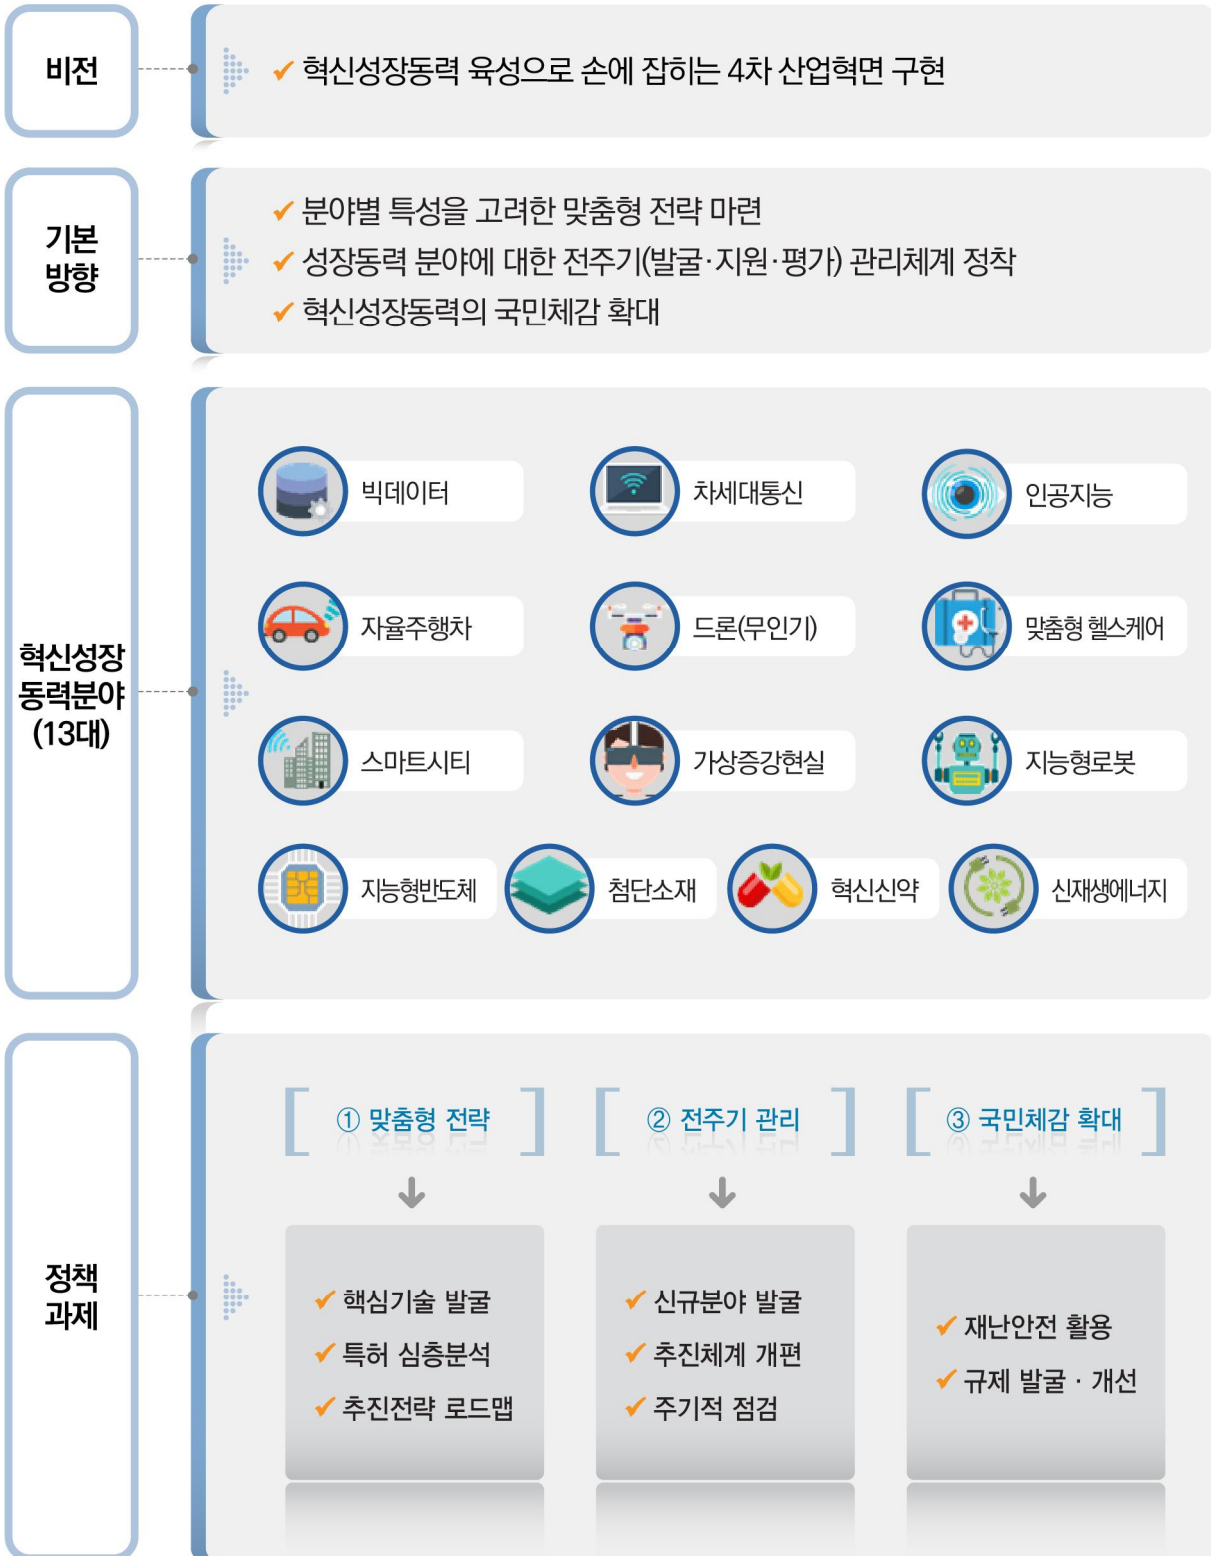 비전
✓ 혁신성장동력 육성으로 손에 잡히는 4차 산업혁면 구현
기본
방향
✓ 분야별 특성을 고려한 맞춤형 전략 마련
✓ 성장동력 분야에 대한 전주기(발굴·지원·평가) 관리체계 정착
✓ 혁신성장동력의 국민체감 확대
혁신성장
동력분야
(13대)
빅데이터
차세대통신
인공지능
자율주행차
드론(무인기)
맞춤형 헬스케어
스마트시티
가상증강현실
지능형로봇
지능형반도체
첨단소재
혁신신약
신재생에너지
정책
과제
① 맞춤형 전략
② 전주기 관리
③ 국민체감 확대
✓ 핵심기술 발굴
✓ 특허 심층분석
✓ 추진전략 로드맵
✓ 신규분야 발굴
✓ 추진체계 개편
✓ 주기적 점검
✓ 재난안전 활용
✓ 규제 발굴 · 개선